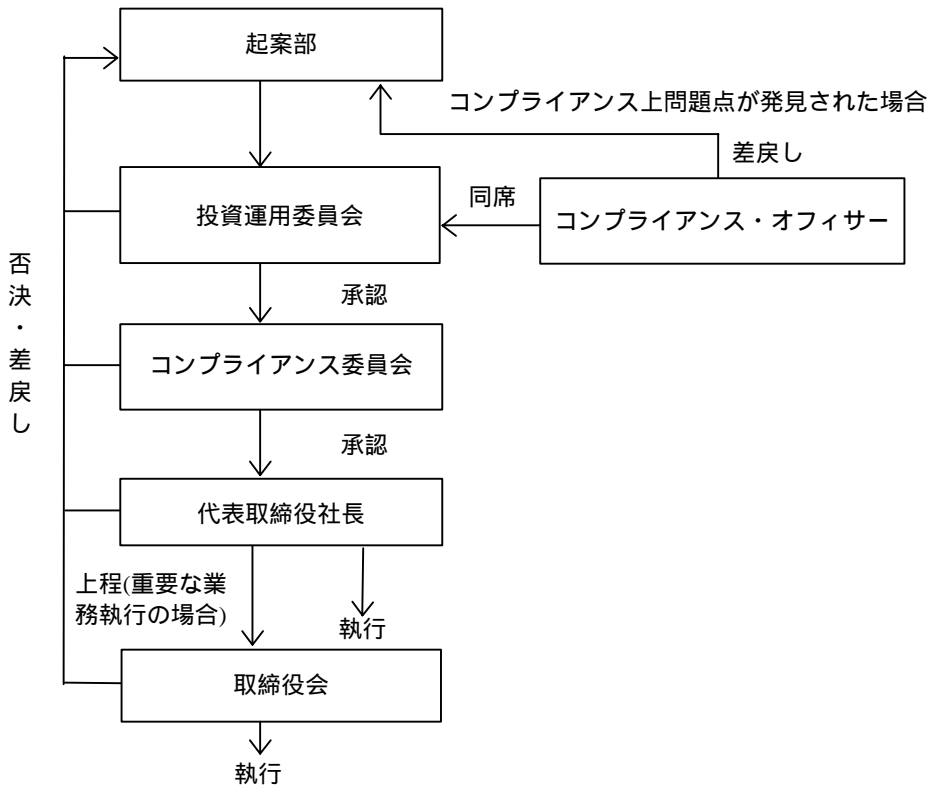 起案部
コンプライアンス上問題点が発見された場合
差戻し
投資運用委員会
同席
コンプライアンス・オフィサー
否決・差戻し
承認
コンプライアンス委員会
承認
代表取締役社長
上程(重要な業
務執行の場合)
執行
取締役会
執行